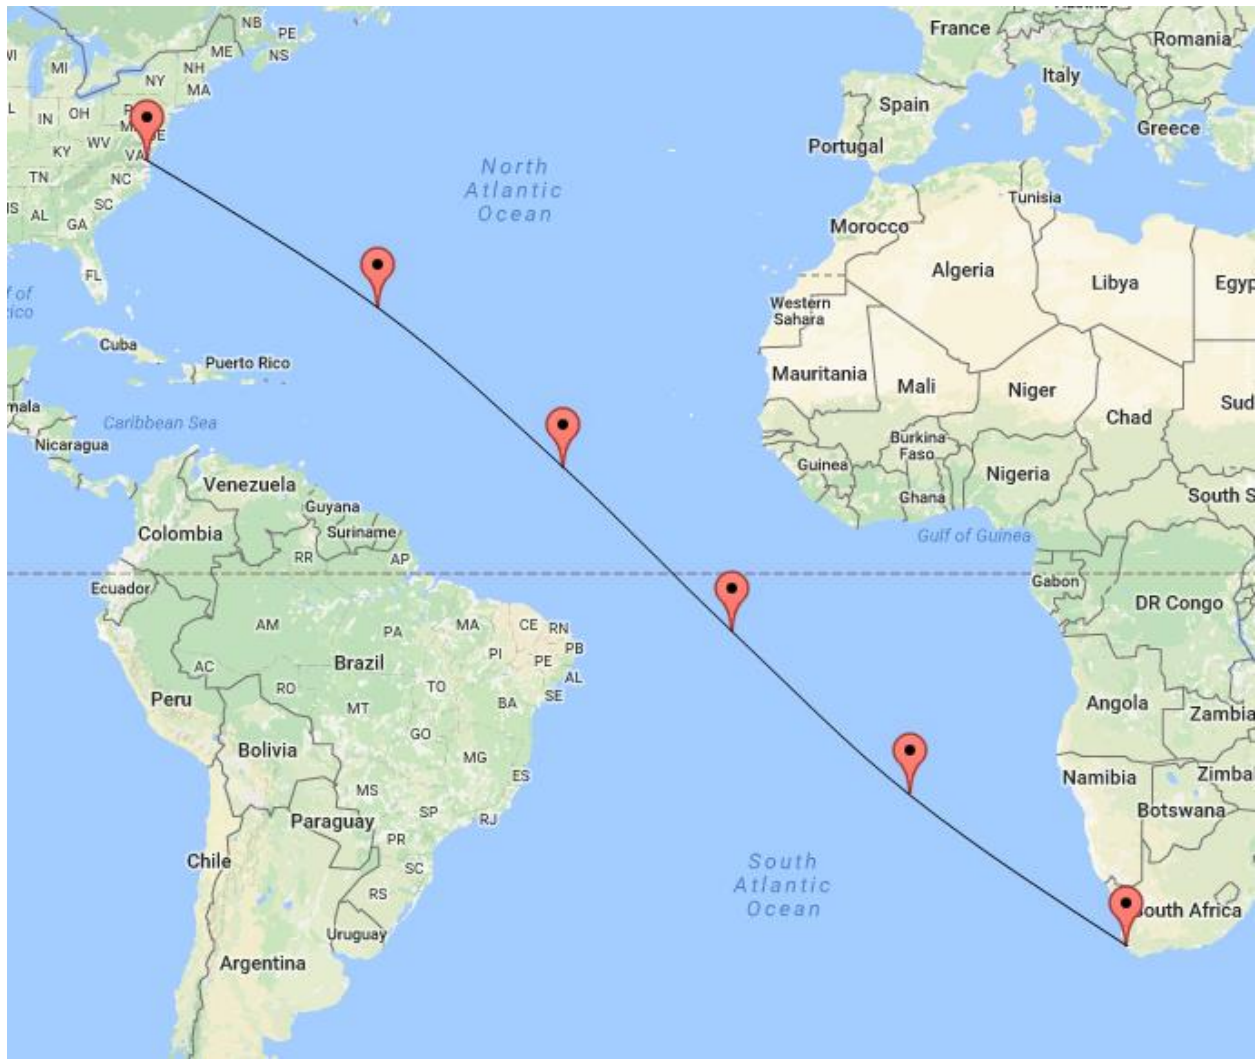 NB
PE
ME
NS
WI
MI
NH
NY
MA
France
Romania
Italy
OH
IN
WV
KY
VA
TN
NC
SC
AL
GA
FL
Spain
Portugal
Greece
North
Atlantic
Ocean
Tunisia
Morocco
Algeria
Libya
Western
Sahara
Cuba
Puerto Rico
Mauritania
Mali
Niger
Chad
Caribbean Sea
Nicaragua
Burkina
Faso
Guinea
Nigeria
Ghana
South S
Venezuela
Guyana
Suriname
Colombia
Gulf of Guinea
RR
AP
Ecuador
Gabon
DR Congo
AM
PA
MA
CE
RN
PI
PB
PE
AL
SE
AC
Brazil
TO
BA
RO
MT
Peru
GO
Angola
Zambia
Bolivia
MG
ES
MS
SP
RJ
Namibia
Zimbal
Botswana
Paraguay
PR
SC
Chile
RS
South
Atlantic
Ocean
South Africa
Uruguay
Argentina